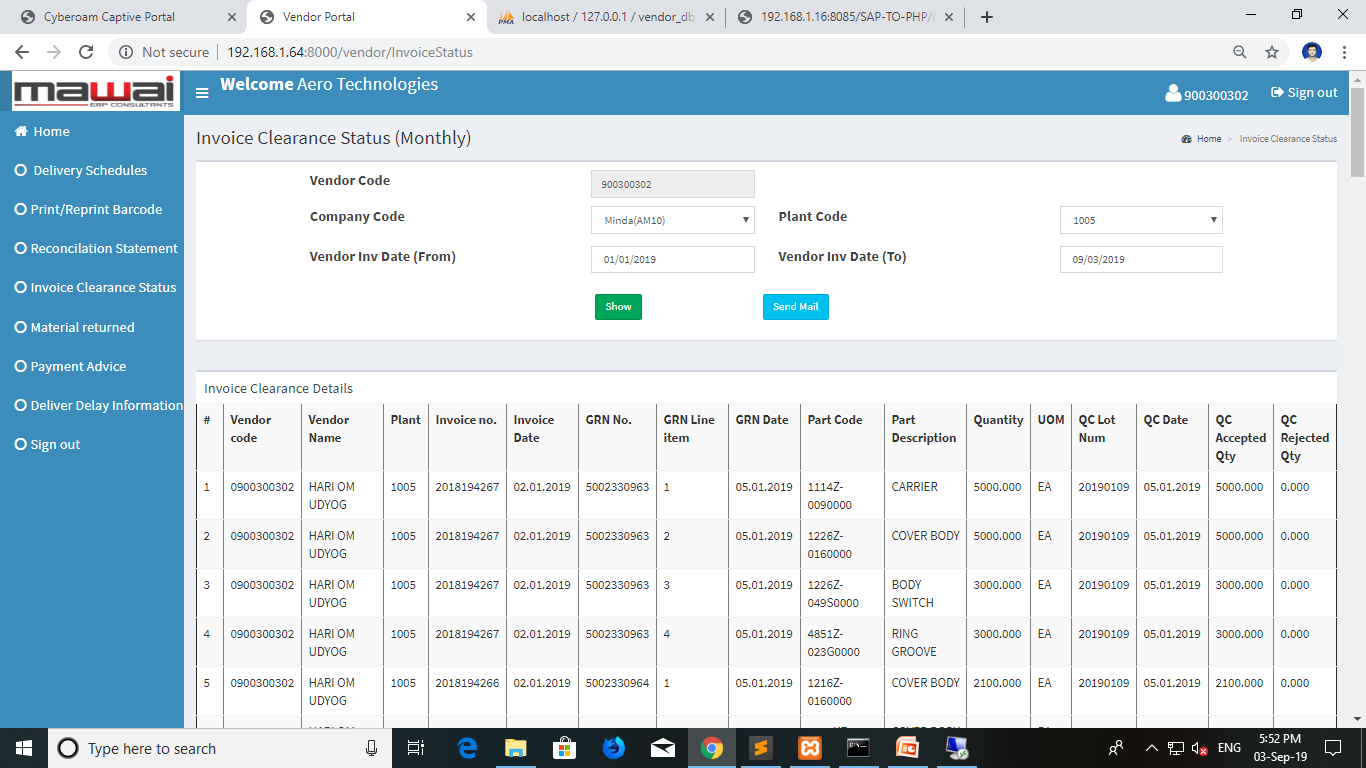 Cyberoam Captive Portal
Vendor Portal
localhost / 127.0.0.1 / vendor_db
192.168.1.16:8085/SAP-TO-PHP/
Not secure | 192.168.1.64:8000/vendor/InvoiceStatus
mawai
ERP CONSULTANTS
Welcome Aero Technologies
900300302
Sign out
Home
Delivery Schedules
Print/Reprint Barcode
Reconcilation Statement
Invoice Clearance Status
Material returned
Payment Advice
Deliver Delay Information
Sign out
Invoice Clearance Status (Monthly)
Home > Invoice Clearance Status
Vendor Code 900300302
Company Code Minda(AM10) Plant Code 1005
Vendor Inv Date (From) 01/01/2019 Vendor Inv Date (To) 09/03/2019
Show Send Mail
Invoice Clearance Details
# Vendor code Vendor Name Plant Invoice no. Invoice Date GRN No. GRN Line item GRN Date Part Code Part Description Quantity UOM QC Lot Num QC Date QC Accepted Qty QC Rejected Qty
1 0900300302 HARI OM UDYOG 1005 2018194267 02.01.2019 5002330963 1 05.01.2019 1114Z-0090000 CARRIER 5000.000 EA 20190109 05.01.2019 5000.000 0.000
2 0900300302 HARI OM UDYOG 1005 2018194267 02.01.2019 5002330963 2 05.01.2019 1226Z-0160000 COVER BODY 5000.000 EA 20190109 05.01.2019 5000.000 0.000
3 0900300302 HARI OM UDYOG 1005 2018194267 02.01.2019 5002330963 3 05.01.2019 1226Z-049S0000 BODY SWITCH 3000.000 EA 20190109 05.01.2019 3000.000 0.000
4 0900300302 HARI OM UDYOG 1005 2018194267 02.01.2019 5002330963 4 05.01.2019 4851Z-023G0000 RING GROOVE 3000.000 EA 20190109 05.01.2019 3000.000 0.000
5 0900300302 HARI OM UDYOG 1005 2018194266 02.01.2019 5002330964 1 05.01.2019 1216Z-0160000 COVER BODY 2100.000 EA 20190109 05.01.2019 2100.000 0.000
Type here to search
ENG
5:52 PM
03-Sep-19